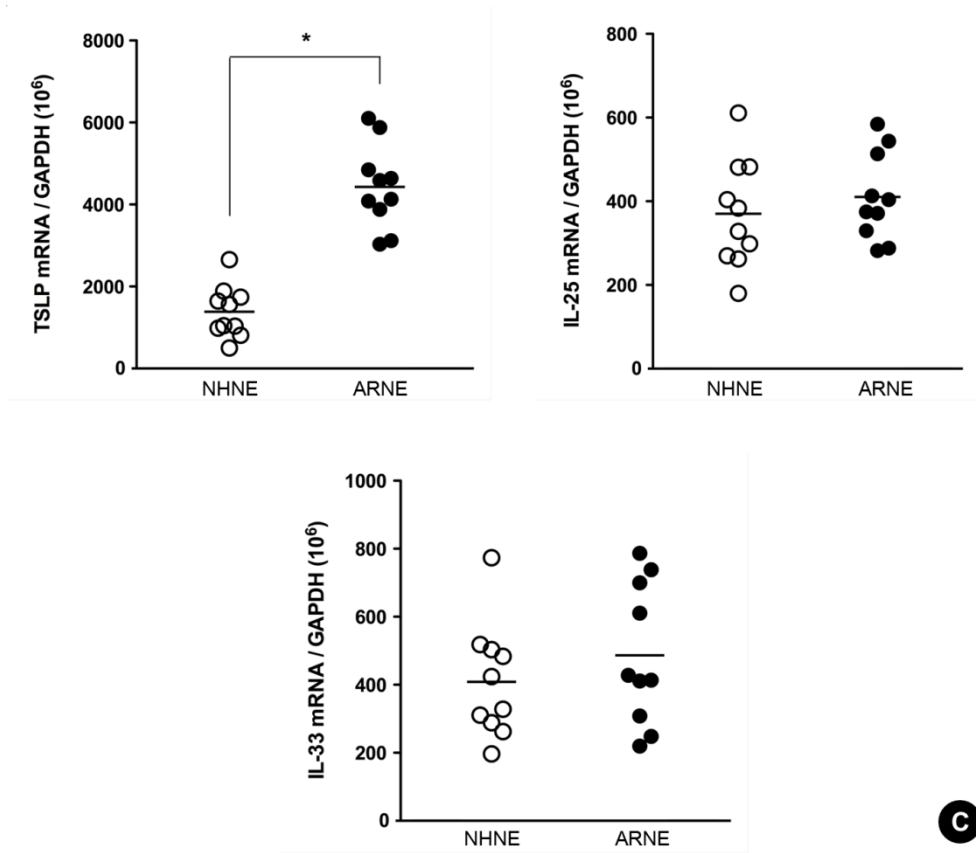 TSLP mRNA / GAPDH (10⁶)
8000
6000
4000
2000
0
*
NHNE
ARNE
IL-25 mRNA / GAPDH (10⁶)
800
600
400
200
0
NHNE
ARNE
IL-33 mRNA / GAPDH (10⁶)
1000
800
600
400
200
0
NHNE
ARNE
C